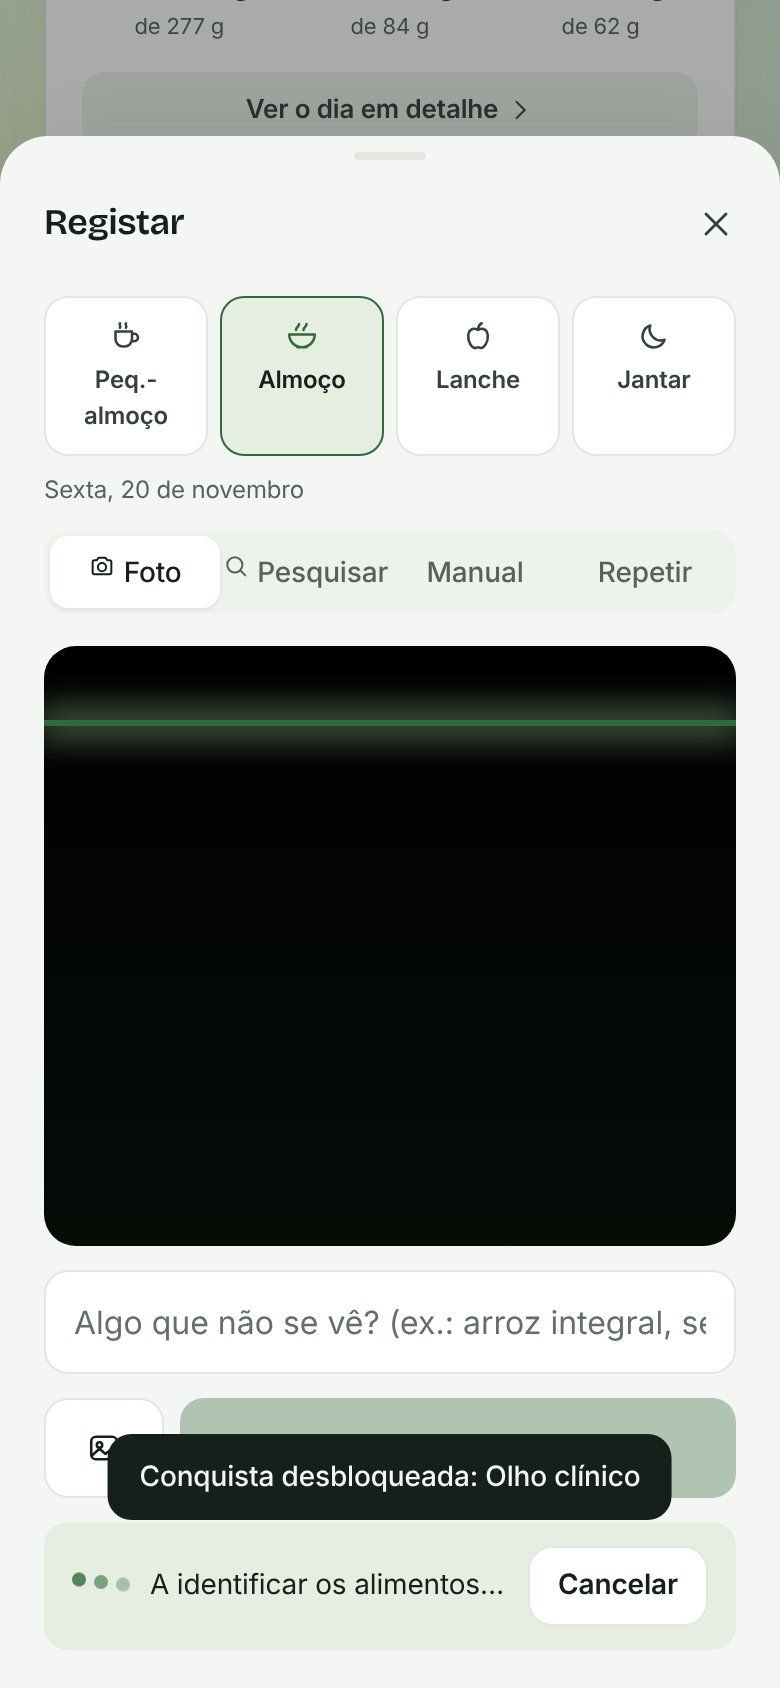 de 277 g
de 84 g
de 62 g
Ver o dia em detalhe
Registar
Peq.-
almoço
Almoço
Lanche
Jantar
Sexta, 20 de novembro
Foto
Pesquisar
Manual
Repetir
Algo que não se vê? (ex.: arroz integral,
Conquista desbloqueada: Olho clínico
A identificar os alimentos...
Cancelar